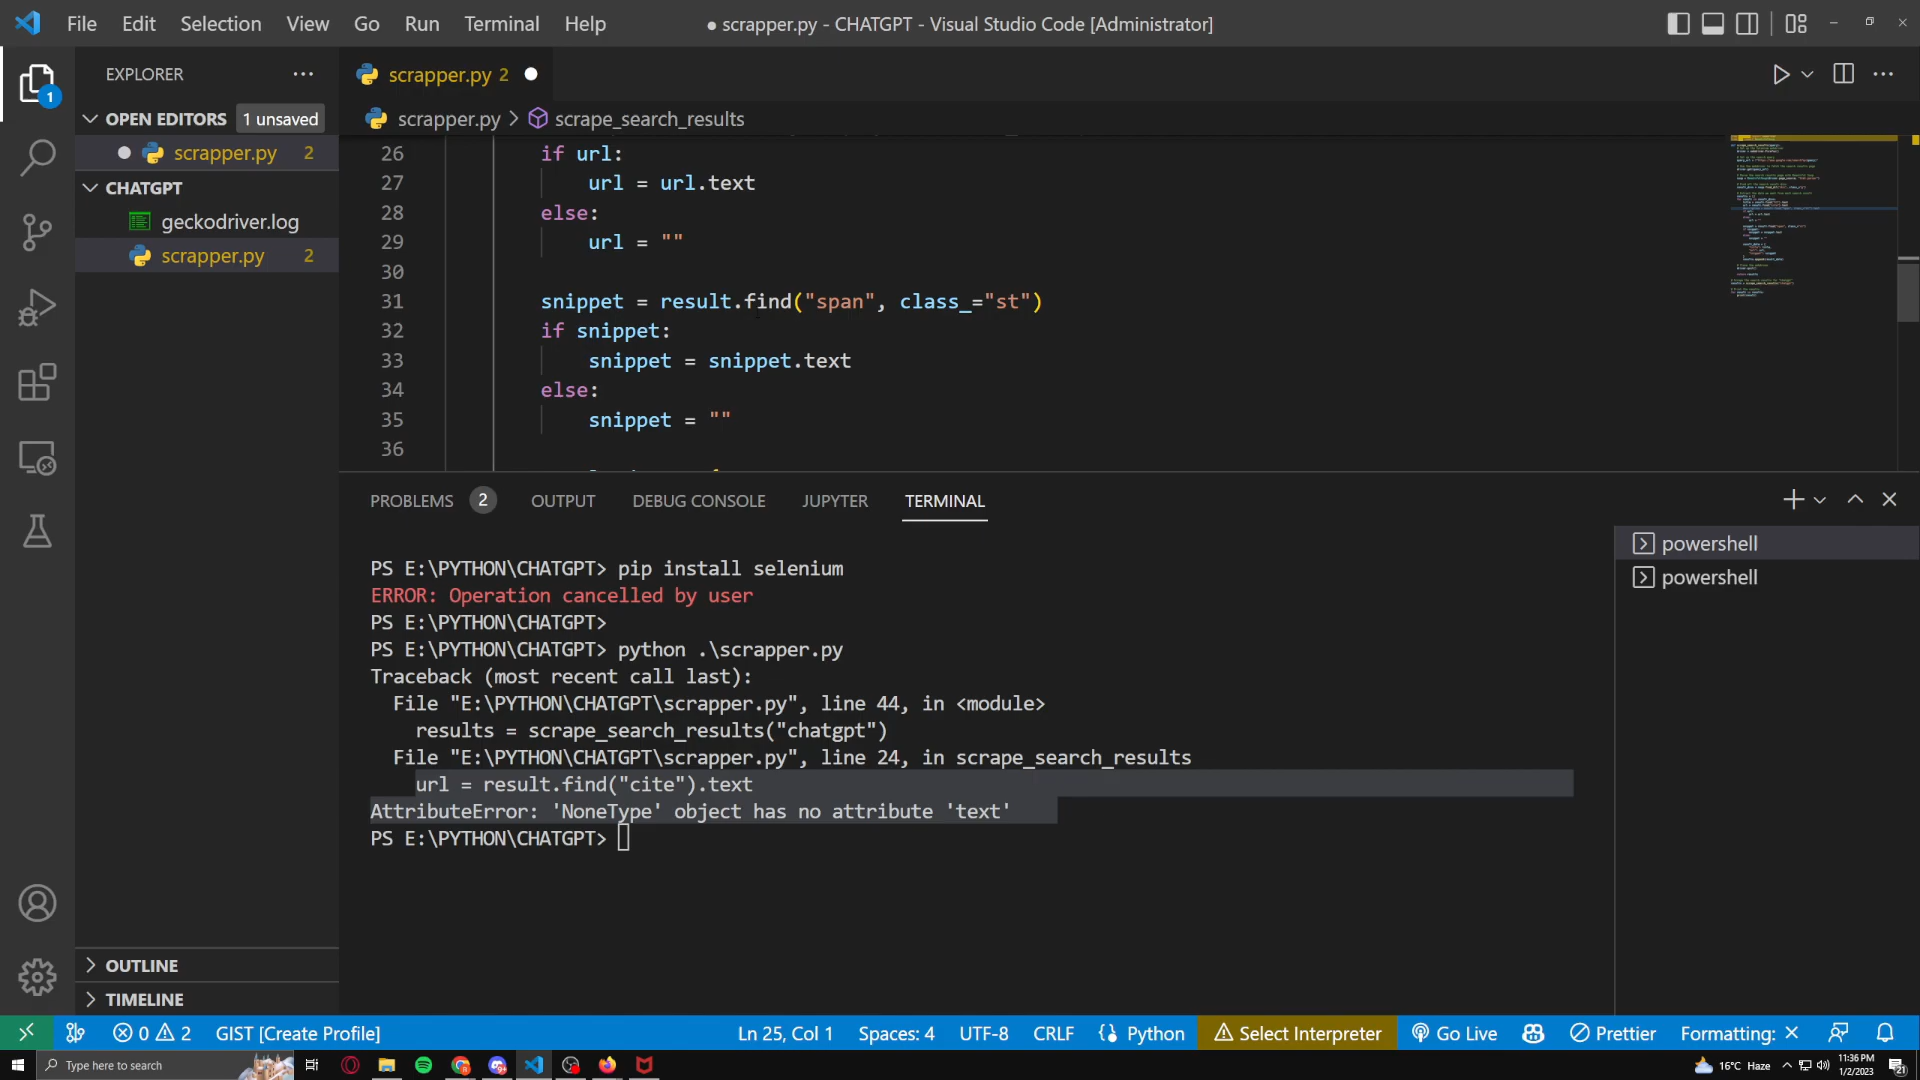 File Edit Selection View Go Run Terminal Help
● scrapper.py - CHATGPT - Visual Studio Code [Administrator]
EXPLORER
OPEN EDITORS 1 unsaved
scrapper.py 2
CHATGPT
geckodriver.log
scrapper.py 2
OUTLINE
TIMELINE
1
scrapper.py 2
scrapper.py > scrape_search_results
26 if url:
27 url = url.text
28 else:
29 url = ""
30
31 snippet = result.find("span", class_="st")
32 if snippet:
33 snippet = snippet.text
34 else:
35 snippet = ""
36
PROBLEMS 2 OUTPUT DEBUG CONSOLE JUPYTER TERMINAL
PS E:\PYTHON\CHATGPT> pip install selenium
ERROR: Operation cancelled by user
PS E:\PYTHON\CHATGPT>
PS E:\PYTHON\CHATGPT> python .\scrapper.py
Traceback (most recent call last):
File "E:\PYTHON\CHATGPT\scrapper.py", line 44, in <module>
results = scrape_search_results("chatgpt")
File "E:\PYTHON\CHATGPT\scrapper.py", line 24, in scrape_search_results
url = result.find("cite").text
AttributeError: 'NoneType' object has no attribute 'text'
PS E:\PYTHON\CHATGPT>
powershell
powershell
0 2 GIST [Create Profile] Ln 25, Col 1 Spaces: 4 UTF-8 CRLF Python Select Interpreter Go Live Prettier Formatting: ×
Type here to search
16°C Haze
11:36 PM
1/2/2023
21